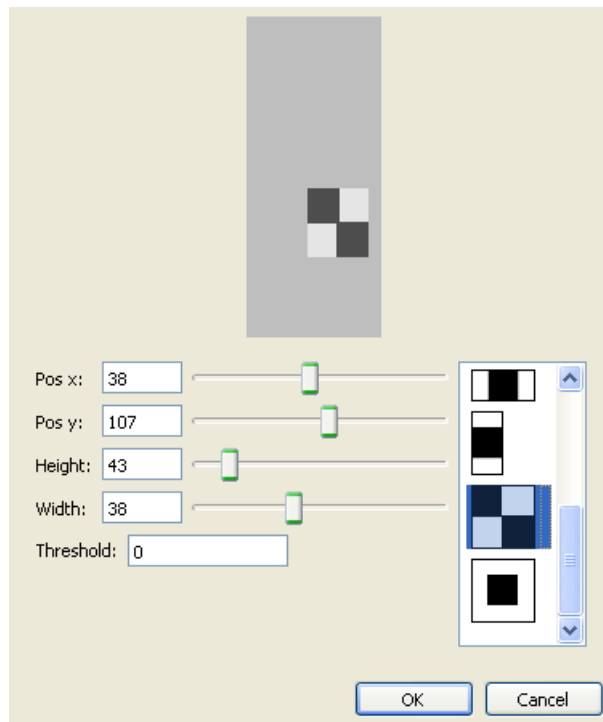 Pos x: 38
Pos y: 107
Height: 43
Width: 38
Threshold: 0
OK Cancel